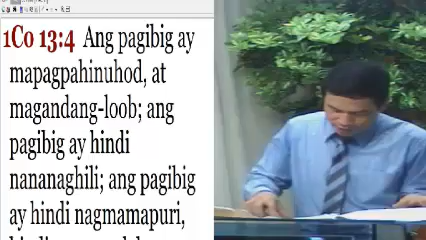 1Co 13:4 Ang pagibig ay
mapagpahinuhod, at
magandang-loob; ang
pagibig ay hindi
nananaghili; ang pagibig
ay hindi nagmamapuri,